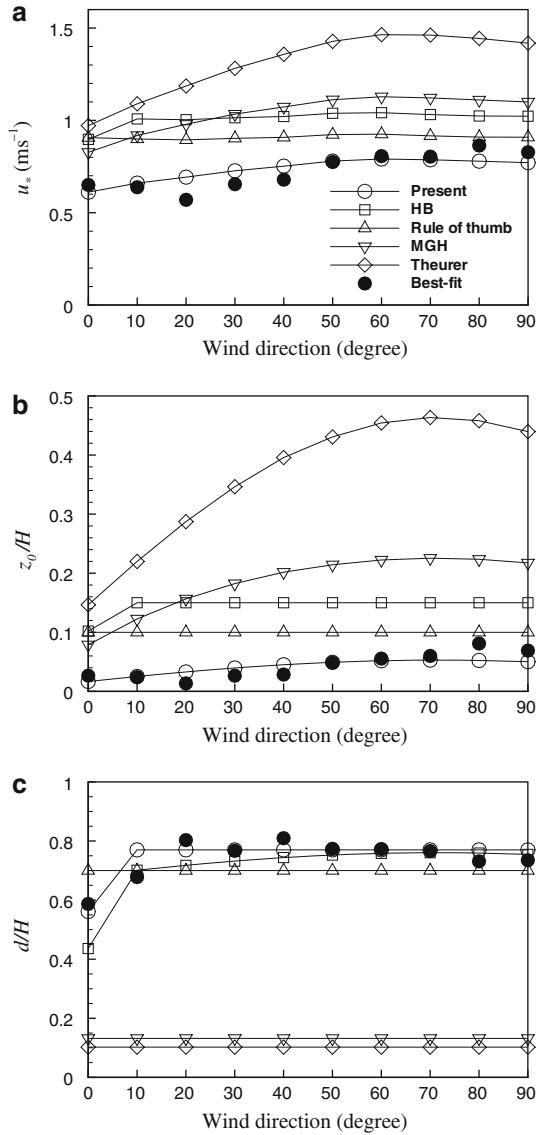 a
1.5
1
0.5
0
u* (ms⁻¹)
Present
HB
Rule of thumb
MGH
Theurer
Best-fit
0 10 20 30 40 50 60 70 80 90
Wind direction (degree)
b
0.5
0.4
0.3
0.2
0.1
0
z₀/H
0 10 20 30 40 50 60 70 80 90
Wind direction (degree)
c
1
0.8
0.6
0.4
0.2
0
d/H
0 10 20 30 40 50 60 70 80 90
Wind direction (degree)